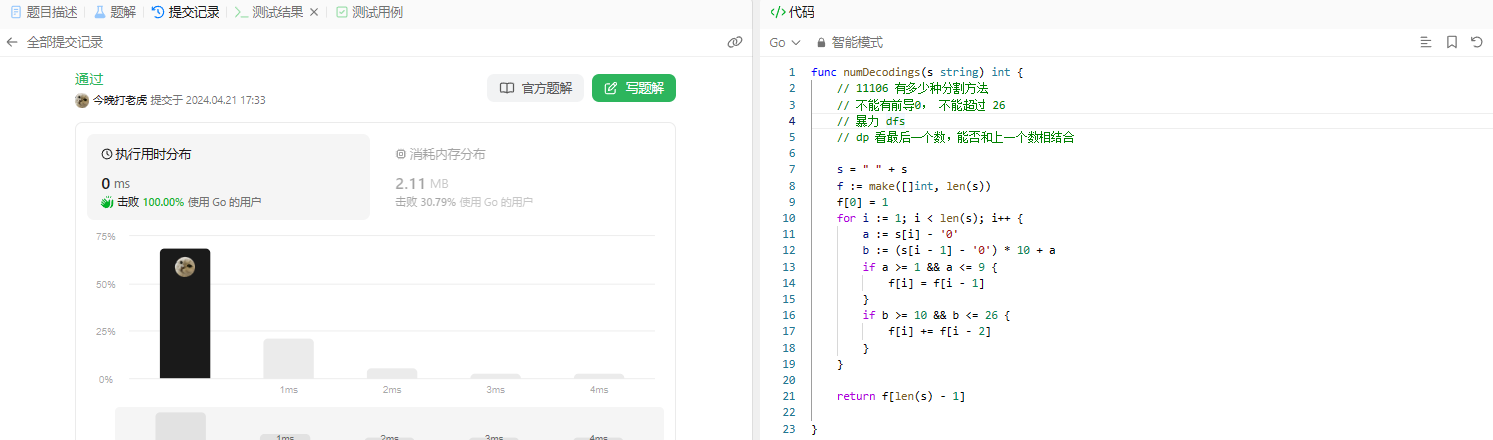 题目描述 题解 提交记录 测试结果 × 测试用例
全部提交记录
通过
今晚打老虎 提交于 2024.04.21 17:33
官方题解 写题解
执行用时分布
0 ms
击败 100.00% 使用 Go 的用户
消耗内存分布
2.11 MB
击败 30.79% 使用 Go 的用户
75%
50%
25%
0%
1ms 2ms 3ms 4ms
1ms 2ms 3ms 4ms
</> 代码
Go 智能模式
1 func numDecodings(s string) int {
2 // 11106 有多少种分割方法
3 // 不能有前导0, 不能超过 26
4 // 暴力 dfs
5 // dp 看最后一个数，能否和上一个数相结合
6
7 s = " " + s
8 f := make([]int, len(s))
9 f[0] = 1
10 for i := 1; i < len(s); i++ {
11 a := s[i] - '0'
12 b := (s[i - 1] - '0') * 10 + a
13 if a >= 1 && a <= 9 {
14 f[i] = f[i - 1]
15 }
16 if b >= 10 && b <= 26 {
17 f[i] += f[i - 2]
18 }
19 }
20
21 return f[len(s) - 1]
22
23 }